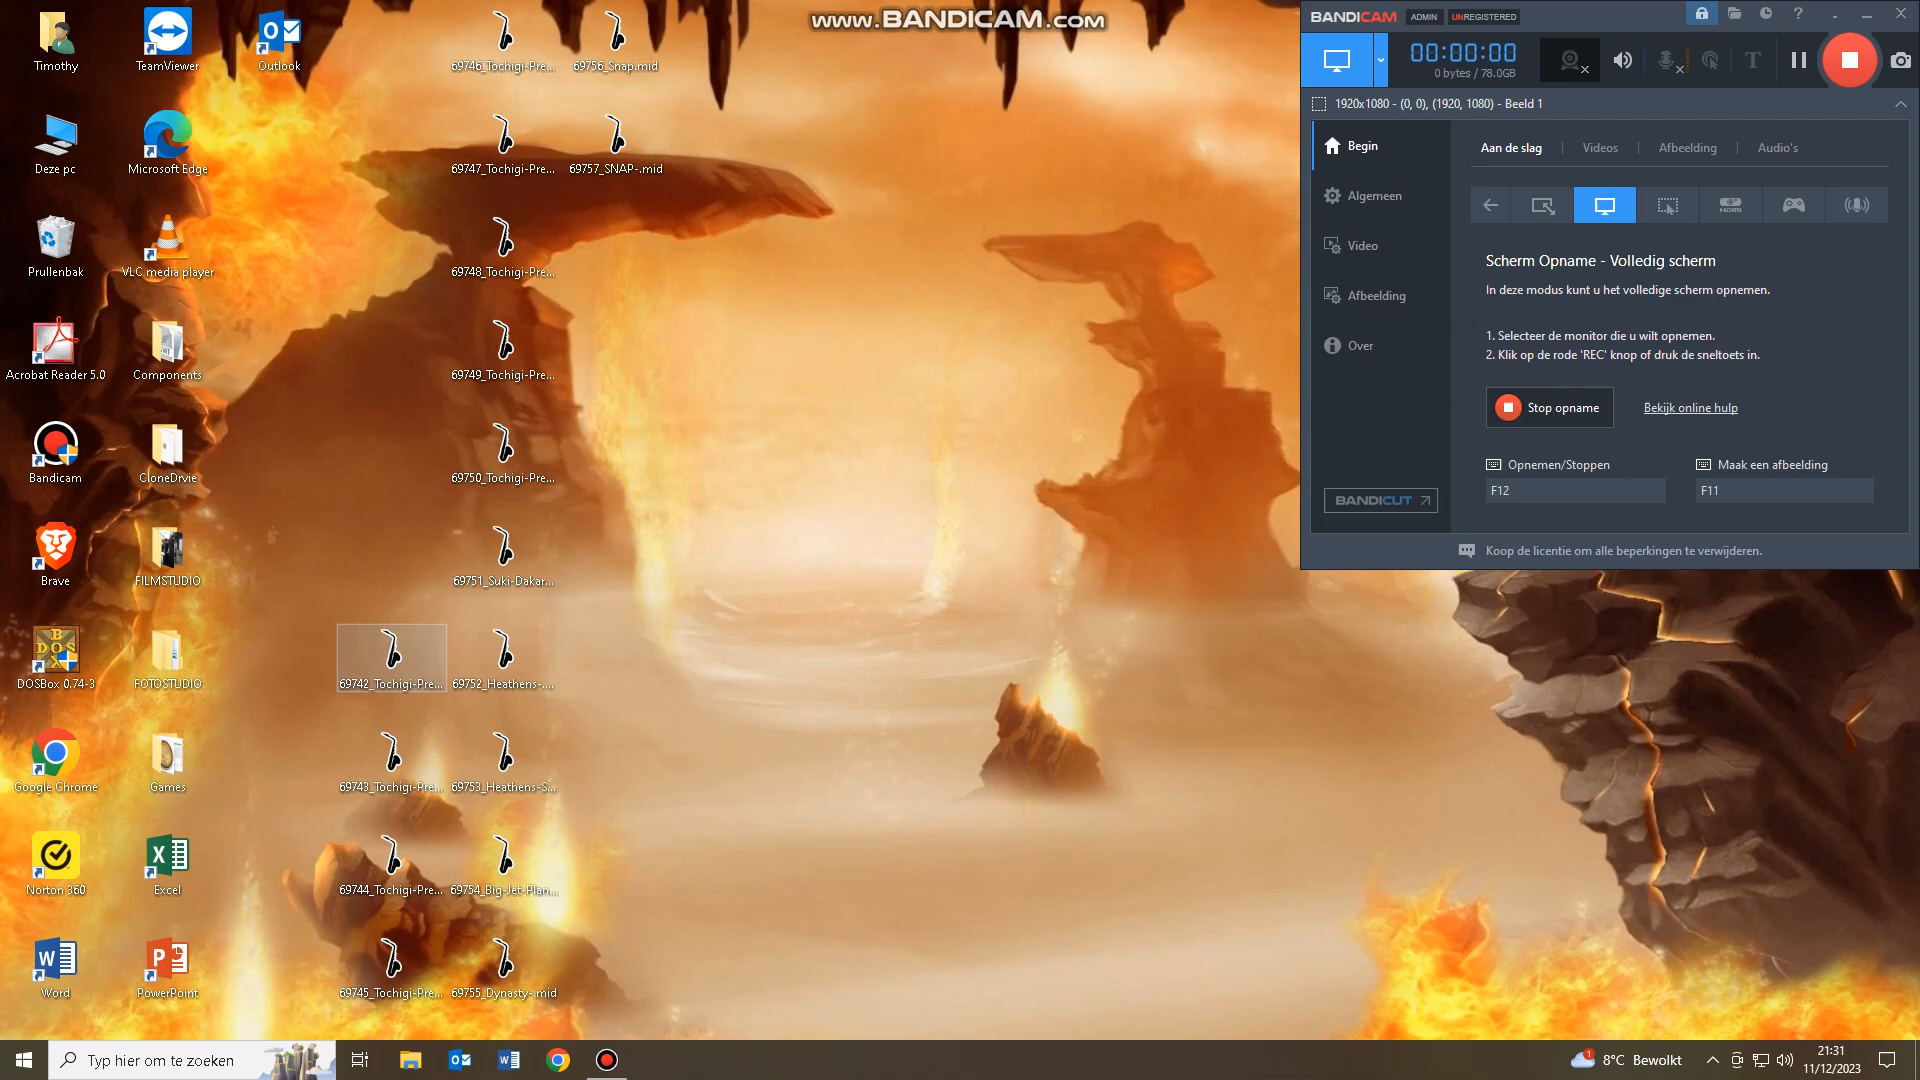 www.BANDICAM.com
Timothy
TeamViewer
Outlook
69746_Tochigi-Pre...
69756_Snap.mid
Deze pc
Microsoft Edge
69747_Tochigi-Pre...
69757_SNAP-.mid
Prullenbak
VLC media player
69748_Tochigi-Pre...
Acrobat Reader 5.0
Components
69749_Tochigi-Pre...
Bandicam
CloneDrvie
69750_Tochigi-Pre...
Brave
FILMSTUDIO
69751_Suki-Dakar...
DOSBox 0.74-3
FOTOSTUDIO
69742_Tochigi-Pre...
69752_Heathens-....
Google Chrome
Games
69743_Tochigi-Pre...
69753_Heathens-S...
Norton 360
Excel
69744_Tochigi-Pre...
69754_Big-Jet-Plan...
Word
PowerPoint
69745_Tochigi-Pre...
69755_Dynasty-.mid
BANDICAM ADMIN UNREGISTERED
00:00:00
0 bytes / 78.0GB
1920x1080 - (0, 0), (1920, 1080) - Beeld 1
Begin
Algemeen
Video
Afbeelding
Over
BANDICUT
Aan de slag
Videos
Afbeelding
Audio's
HDMI
Scherm Opname - Volledig scherm
In deze modus kunt u het volledige scherm opnemen.
1. Selecteer de monitor die u wilt opnemen.
2. Klik op de rode 'REC' knop of druk de sneltoets in.
Stop opname
Bekijk online hulp
Opnemen/Stoppen
Maak een afbeelding
F12
F11
Koop de licentie om alle beperkingen te verwijderen.
Typ hier om te zoeken
1
8°C Bewolkt
21:31
11/12/2023